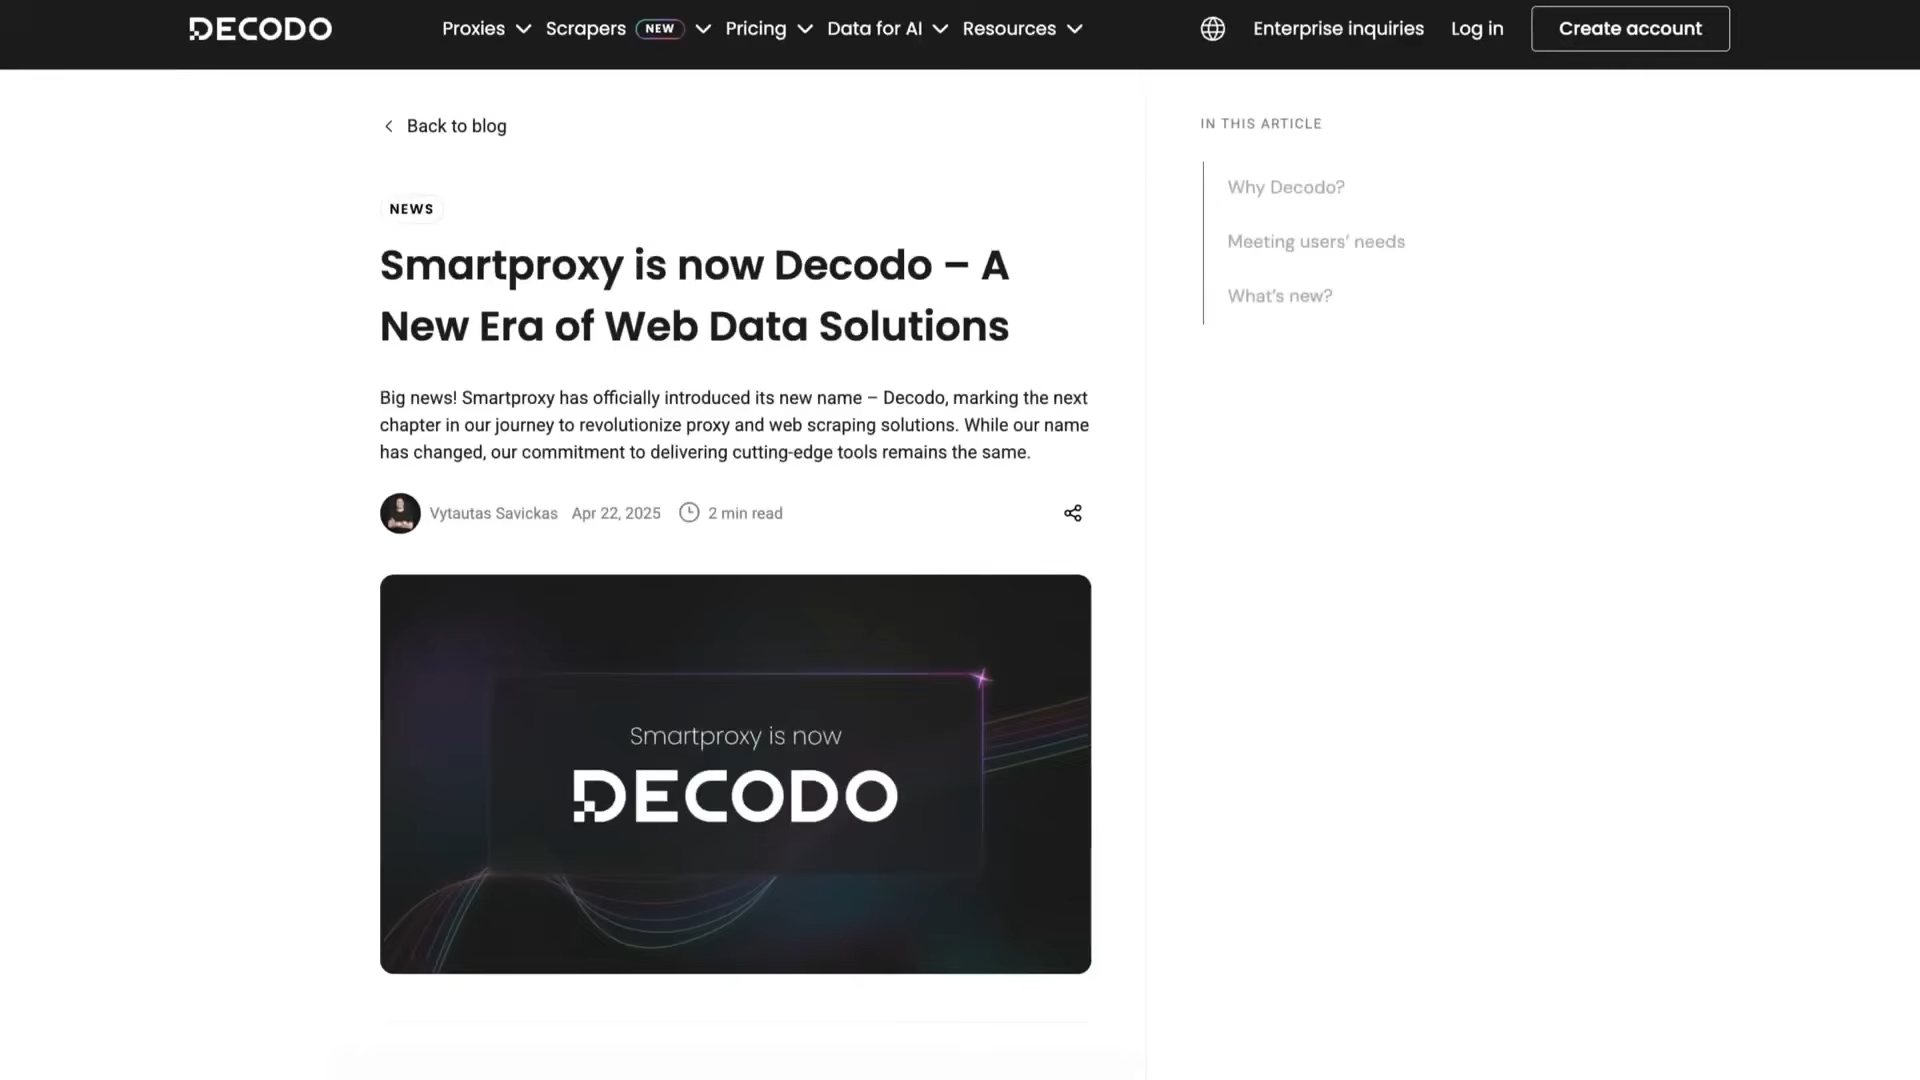 DECODO Proxies Scrapers NEW Pricing Data for AI Resources Enterprise inquiries Log in Create account
Back to blog
NEWS
Smartproxy is now Decodo – A
New Era of Web Data Solutions
Big news! Smartproxy has officially introduced its new name – Decodo, marking the next
chapter in our journey to revolutionize proxy and web scraping solutions. While our name
has changed, our commitment to delivering cutting-edge tools remains the same.
Vytautas Savickas Apr 22, 2025 2 min read
Smartproxy is now
DECODO
IN THIS ARTICLE
Why Decodo?
Meeting users’ needs
What’s new?